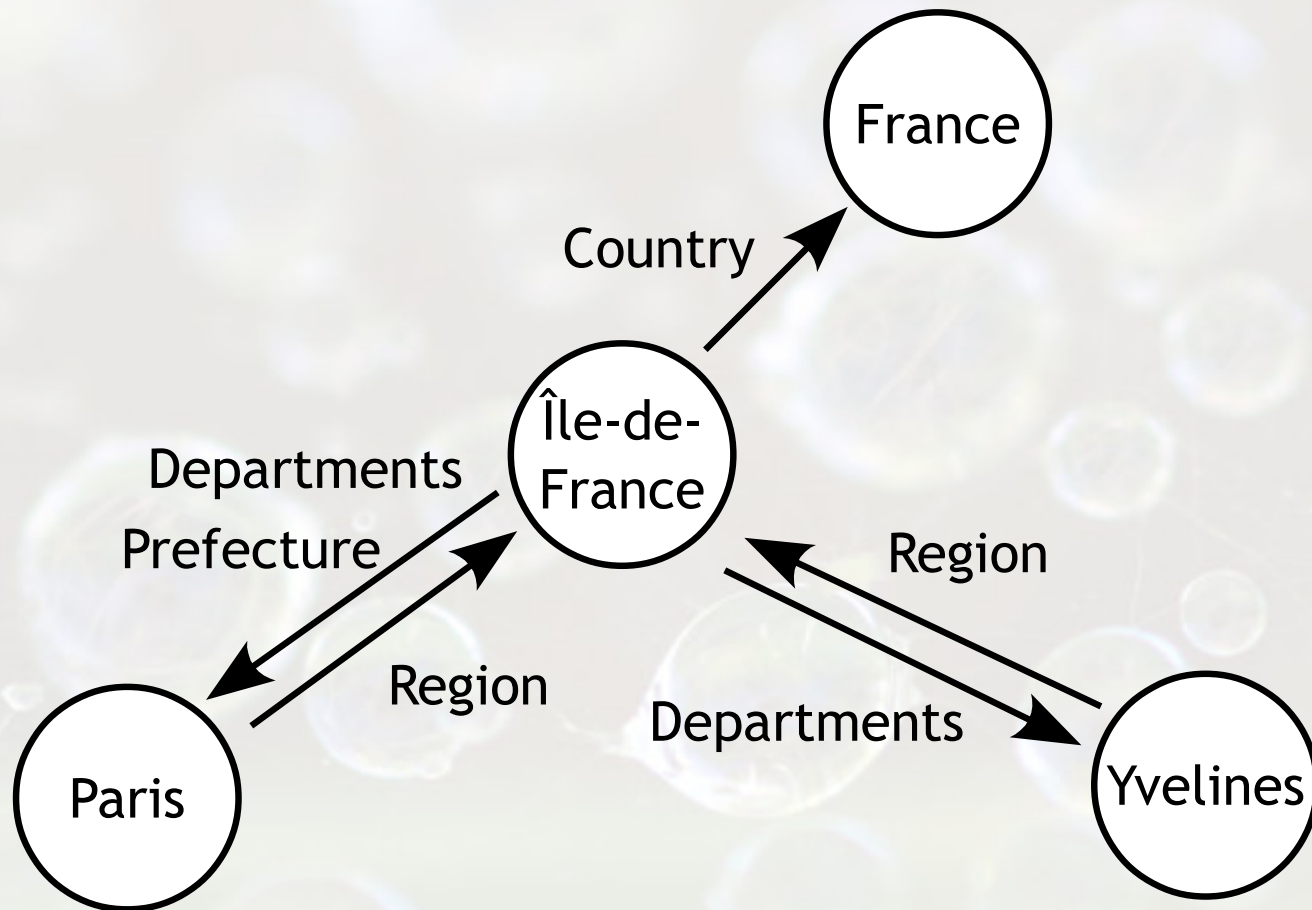 France
Country
Île-de-
France
Departments
Prefecture
Region
Region
Departments
Paris
Yvelines